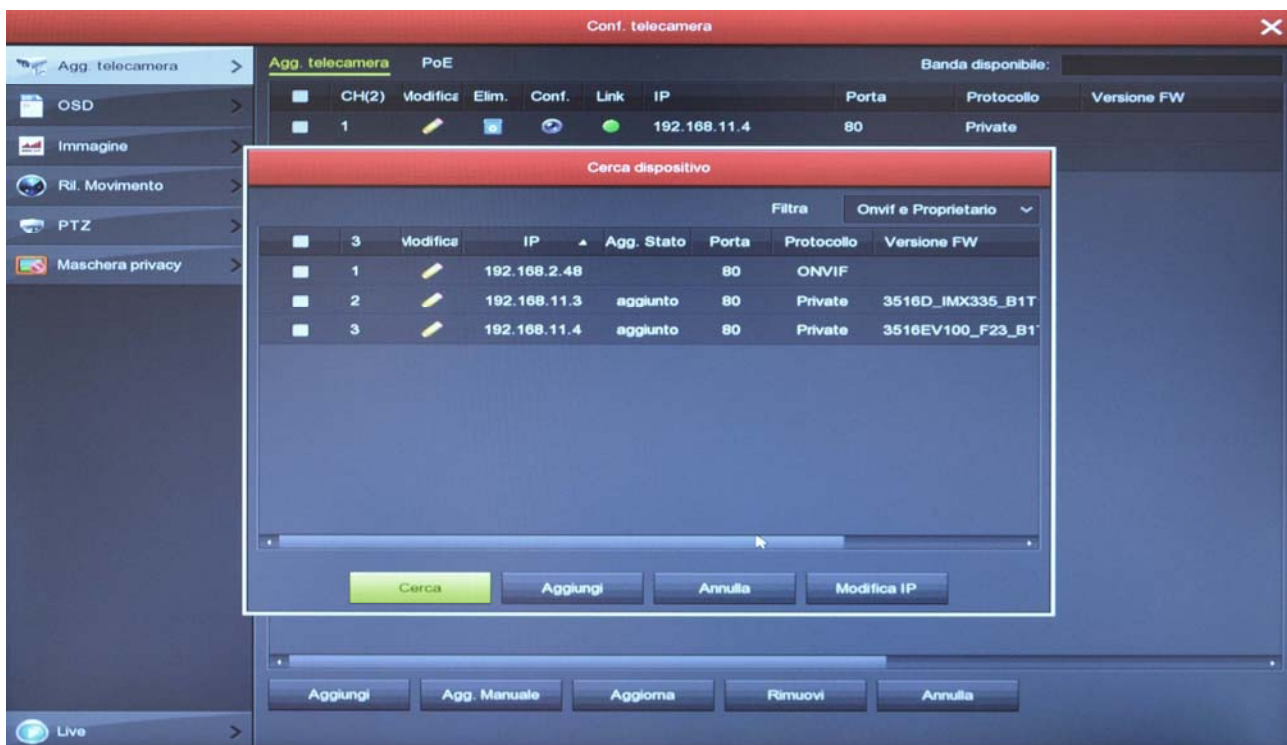 Conf. telecamera
Agg. telecamera
OSD
Immagine
Ril. Movimento
PTZ
Maschera privacy
Live
Agg. telecamera PoE Banda disponibile:
CH(2) Modifica Elim. Conf. Link IP Porta Protocollo Versione FW
1 192.168.11.4 80 Private
Cerca dispositivo
Filtra Onvif e Proprietario
3 Modifica IP Agg. Stato Porta Protocollo Versione FW
1 192.168.2.48 80 ONVIF
2 192.168.11.3 aggiunto 80 Private 3516D_IMX335_B1T
3 192.168.11.4 aggiunto 80 Private 3516EV100_F23_B1
Cerca Aggiungi Annulla Modifica IP
Aggiungi Agg. Manuale Aggiorna Rimuovi Annulla